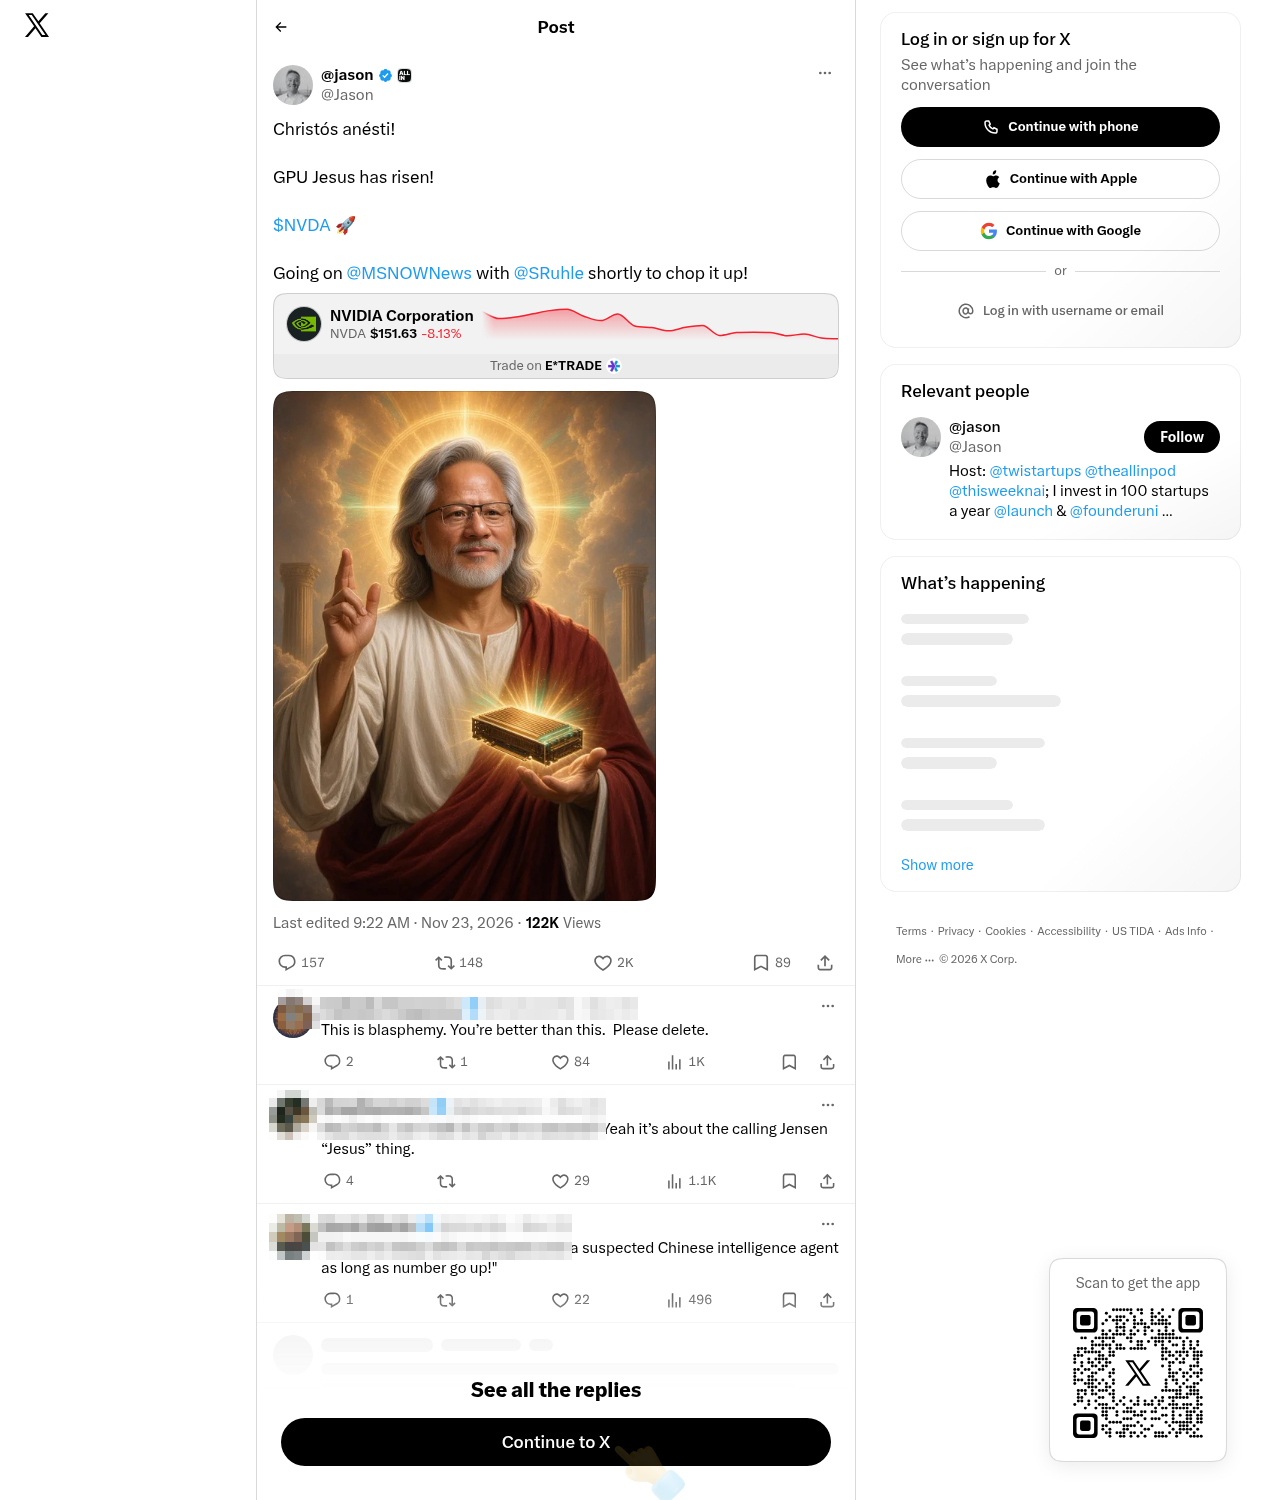 Post
@jason
ALL IN
@Jason
Christós anésti!
GPU Jesus has risen!
$NVDA 🚀
Going on @MSNOWNews with @SRuhle shortly to chop it up!
NVIDIA Corporation
NVDA $151.63 -8.13%
Trade on E*TRADE
Last edited 9:22 AM · Nov 23, 2026 · 122K Views
157 148 2K 89
This is blasphemy. You’re better than this. Please delete.
2 1 84 1K
Yeah it’s about the calling Jensen
“Jesus” thing.
4 29 1.1K
a suspected Chinese intelligence agent
as long as number go up!"
1 22 496
See all the replies
Continue to X
Log in or sign up for X
See what’s happening and join the
conversation
Continue with phone
Continue with Apple
Continue with Google
or
Log in with username or email
Relevant people
@jason
@Jason
Follow
Host: @twistartups @theallinpod
@thisweeknai; I invest in 100 startups
a year @launch & @founderuni ...
What’s happening
Show more
Terms · Privacy · Cookies · Accessibility · US TIDA · Ads Info ·
More ··· © 2026 X Corp.
Scan to get the app